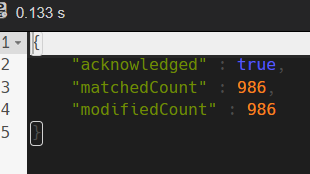 0.133 s
1 {
2 "acknowledged" : true,
3 "matchedCount" : 986,
4 "modifiedCount" : 986
5 }